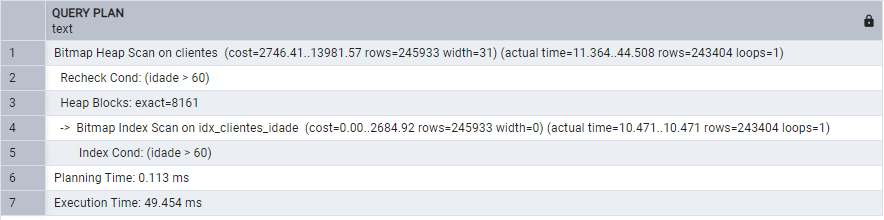 QUERY PLAN
text
1 Bitmap Heap Scan on clientes (cost=2746.41..13981.57 rows=245933 width=31) (actual time=11.364..44.508 rows=243404 loops=1)
2 Recheck Cond: (idade > 60)
3 Heap Blocks: exact=8161
4 -> Bitmap Index Scan on idx_clientes_idade (cost=0.00..2684.92 rows=245933 width=0) (actual time=10.471..10.471 rows=243404 loops=1)
5 Index Cond: (idade > 60)
6 Planning Time: 0.113 ms
7 Execution Time: 49.454 ms